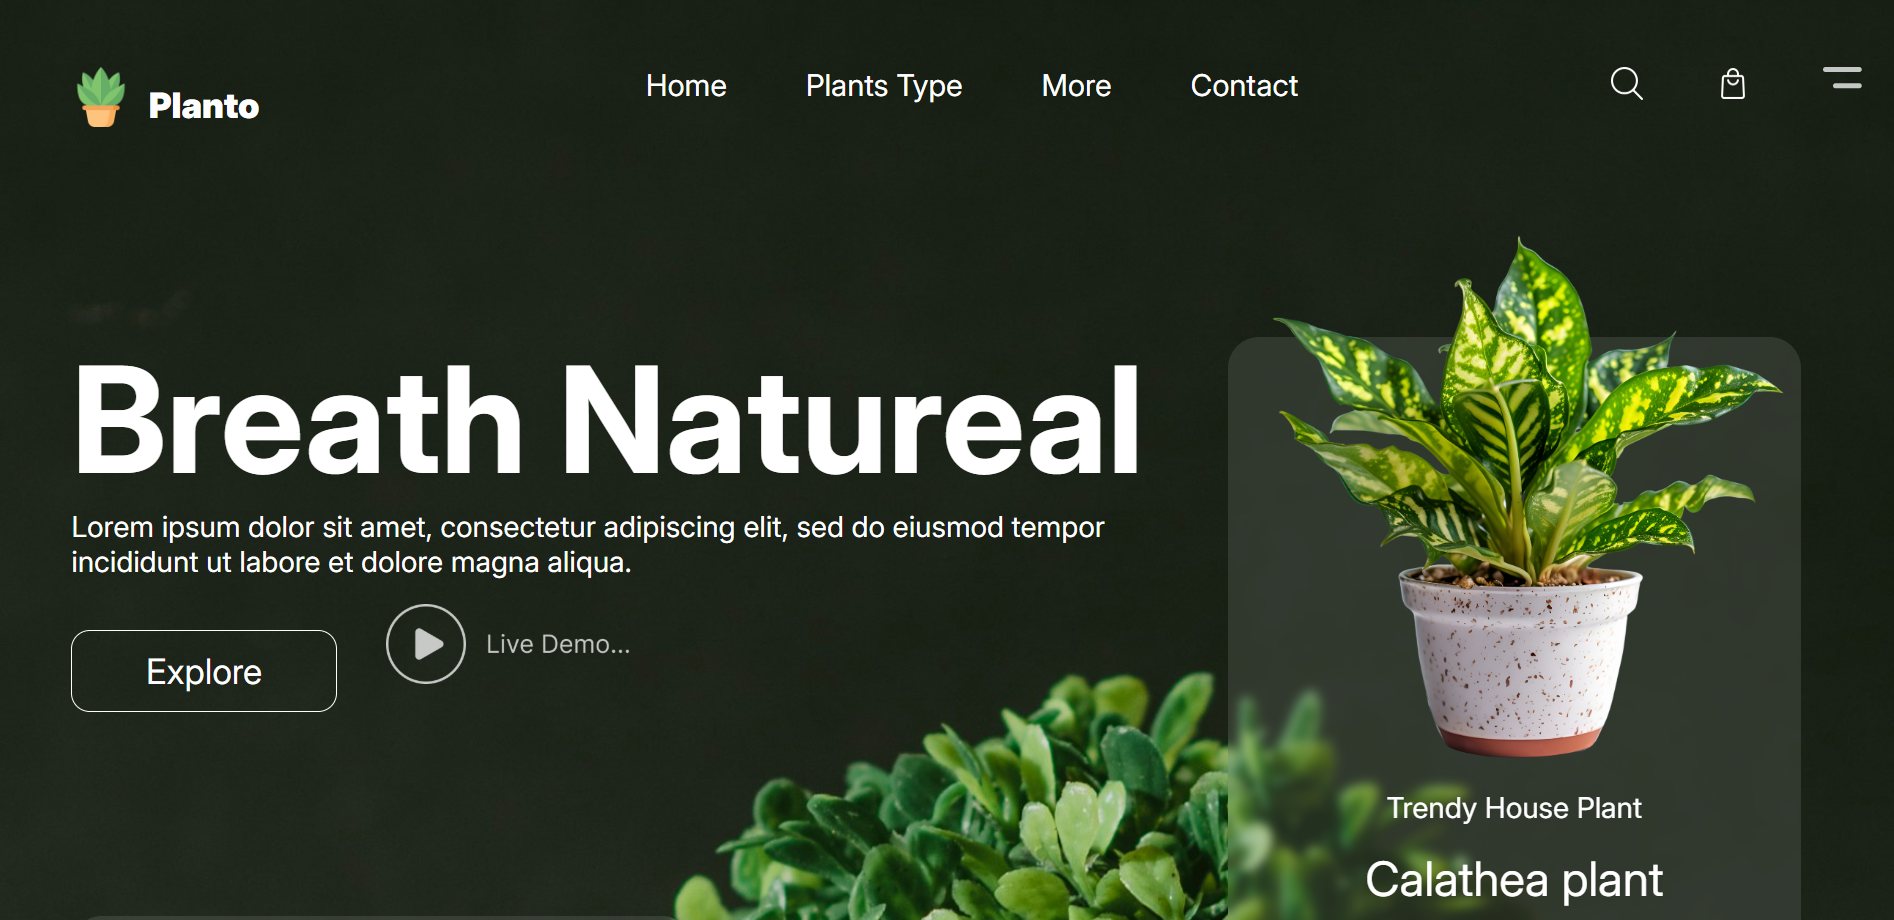 Planto
Home
Plants Type
More
Contact
Breath Natureal
Lorem ipsum dolor sit amet, consectetur adipiscing elit, sed do eiusmod tempor
incididunt ut labore et dolore magna aliqua.
Explore
Live Demo...
Trendy House Plant
Calathea plant